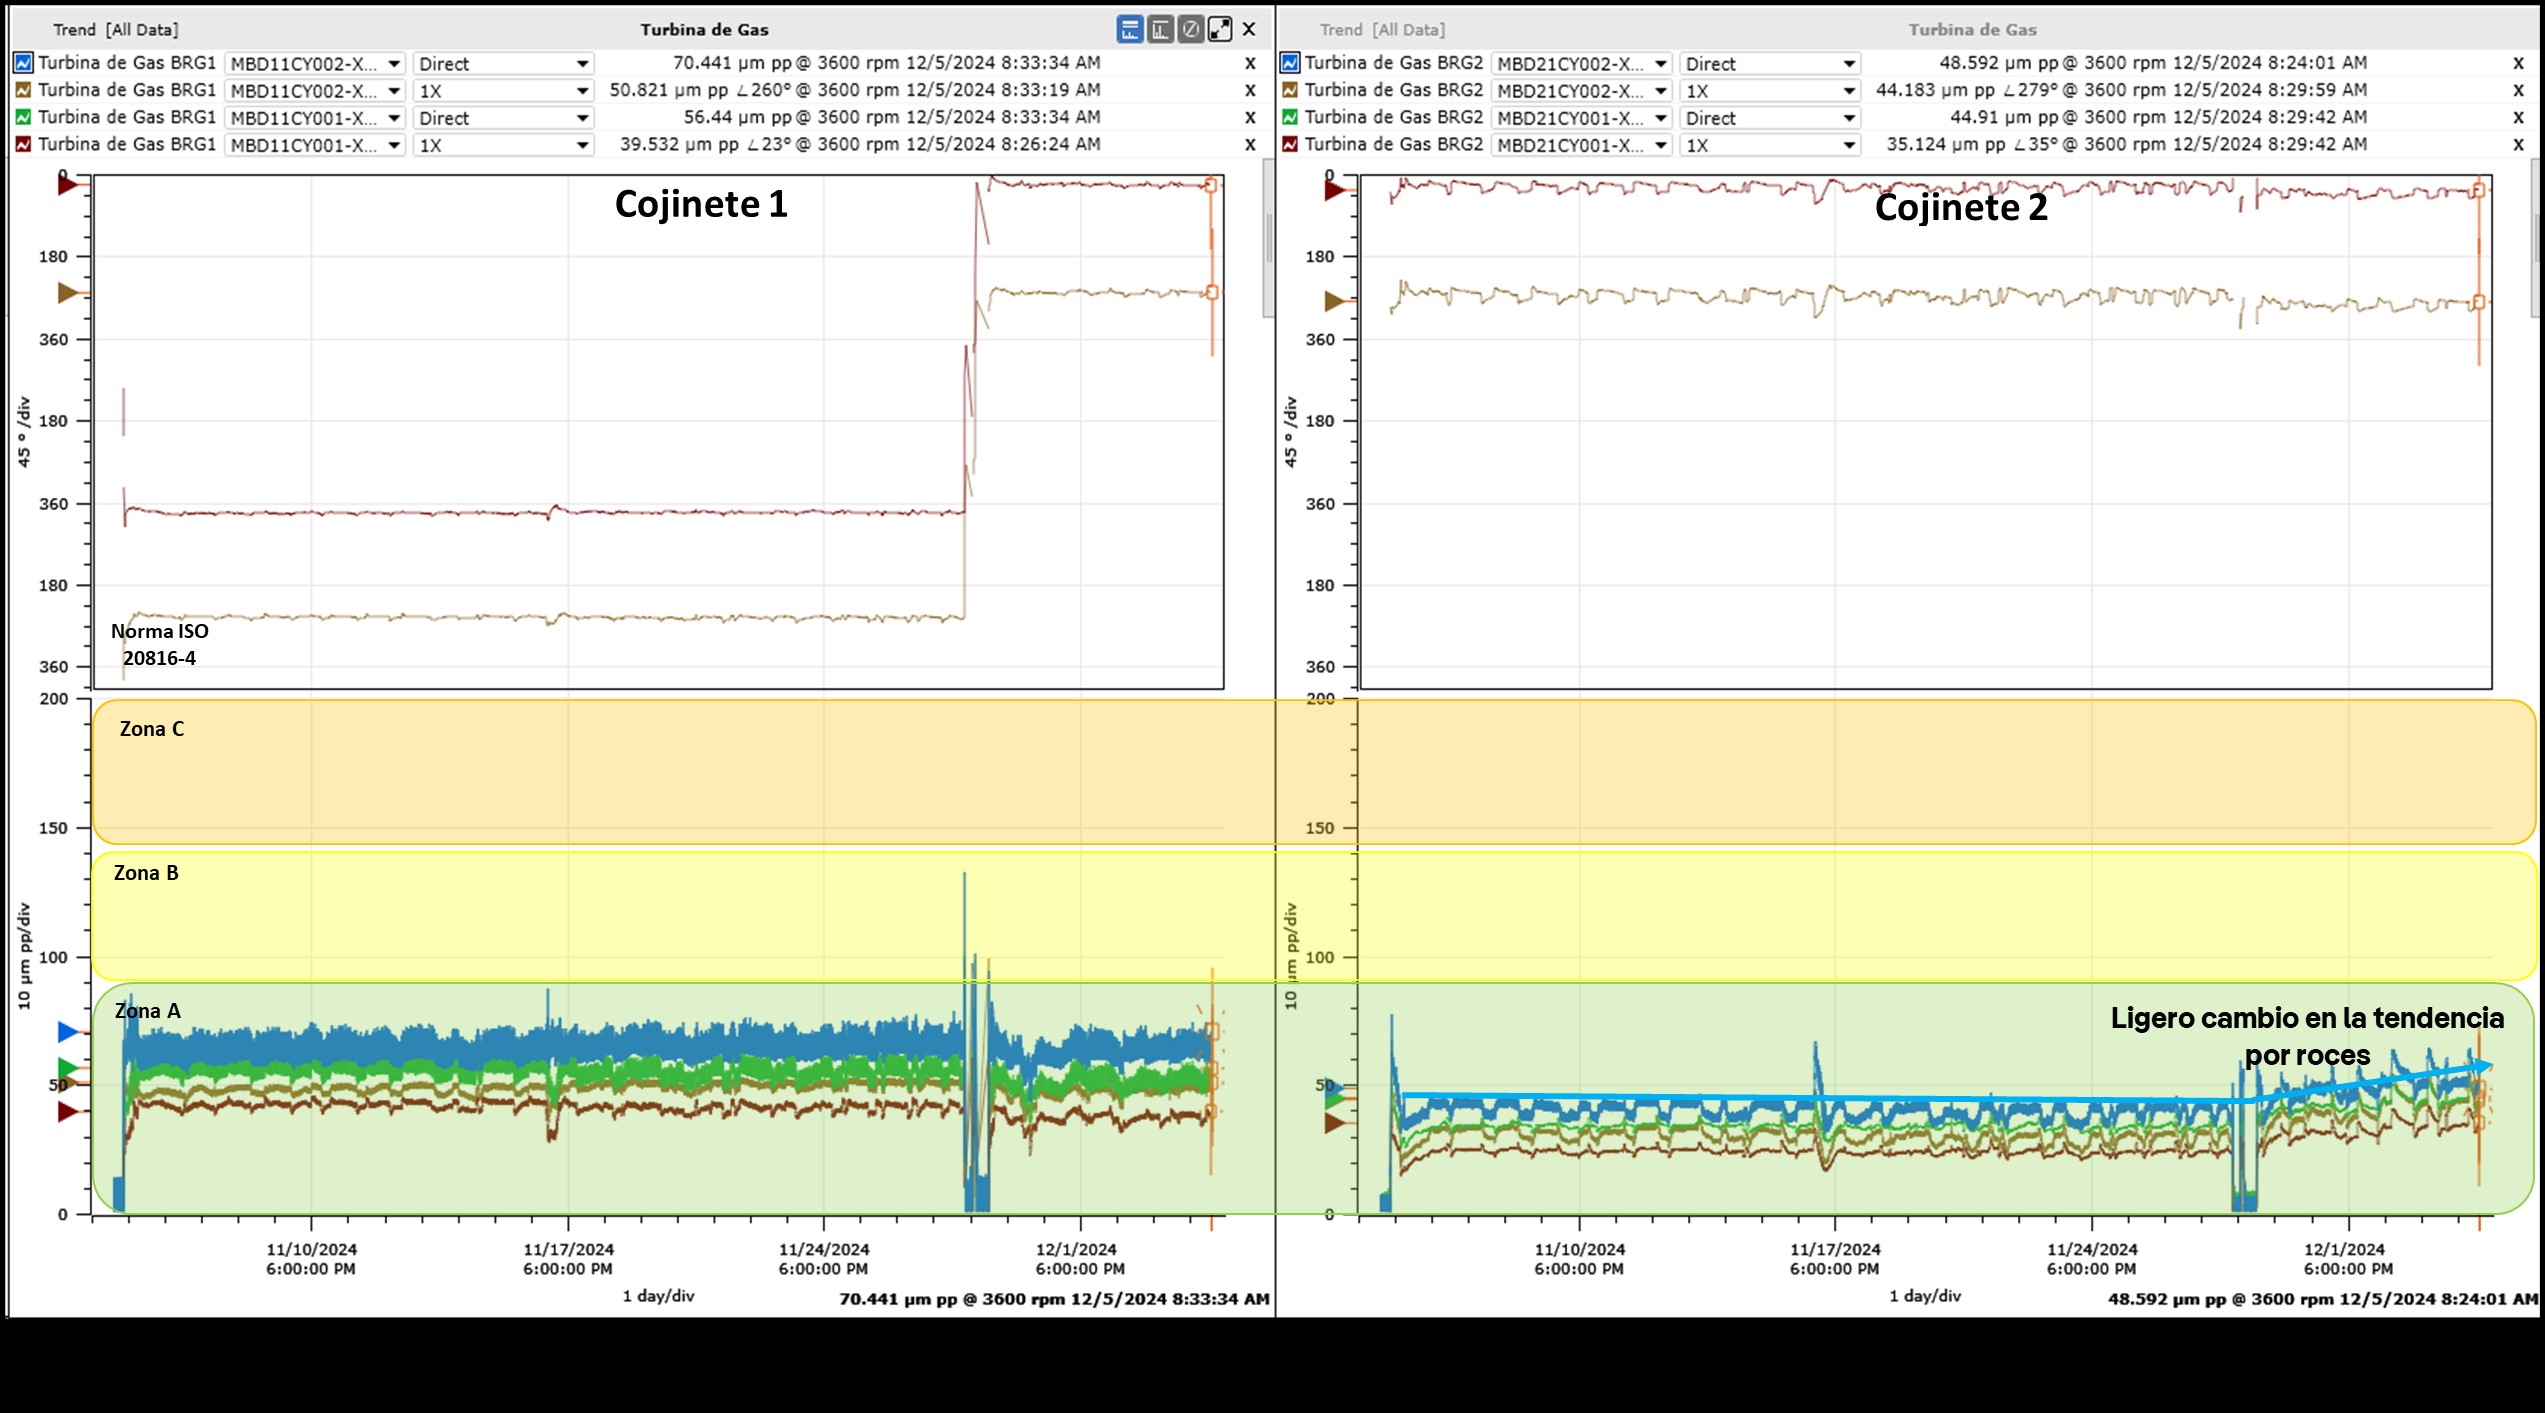 Trend [All Data]
Turbina de Gas
X
Turbina de Gas BRG1 MBD11CY002-X... Direct 70.441 µm pp @ 3600 rpm 12/5/2024 8:33:34 AM X
Turbina de Gas BRG1 MBD11CY002-X... 1X 50.821 µm pp ∠260° @ 3600 rpm 12/5/2024 8:33:19 AM X
Turbina de Gas BRG1 MBD11CY001-X... Direct 56.44 µm pp @ 3600 rpm 12/5/2024 8:33:34 AM X
Turbina de Gas BRG1 MBD11CY001-X... 1X 39.532 µm pp ∠23° @ 3600 rpm 12/5/2024 8:26:24 AM X
Cojinete 1
0
180
360
180
360
180
360
45 ° /div
Norma ISO
20816-4
200
150
100
50
0
10 µm pp/div
Zona C
Zona B
Zona A
11/10/2024
6:00:00 PM
11/17/2024
6:00:00 PM
11/24/2024
6:00:00 PM
12/1/2024
6:00:00 PM
1 day/div
70.441 µm pp @ 3600 rpm 12/5/2024 8:33:34 AM
Trend [All Data]
Turbina de Gas
Turbina de Gas BRG2 MBD21CY002-X... Direct 48.592 µm pp @ 3600 rpm 12/5/2024 8:24:01 AM X
Turbina de Gas BRG2 MBD21CY002-X... 1X 44.183 µm pp ∠279° @ 3600 rpm 12/5/2024 8:29:59 AM X
Turbina de Gas BRG2 MBD21CY001-X... Direct 44.91 µm pp @ 3600 rpm 12/5/2024 8:29:42 AM X
Turbina de Gas BRG2 MBD21CY001-X... 1X 35.124 µm pp ∠35° @ 3600 rpm 12/5/2024 8:29:42 AM X
Cojinete 2
0
180
360
180
360
180
360
45 ° /div
200
150
100
50
0
10 µm pp/div
Ligero cambio en la tendencia
por roces
11/10/2024
6:00:00 PM
11/17/2024
6:00:00 PM
11/24/2024
6:00:00 PM
12/1/2024
6:00:00 PM
1 day/div
48.592 µm pp @ 3600 rpm 12/5/2024 8:24:01 AM